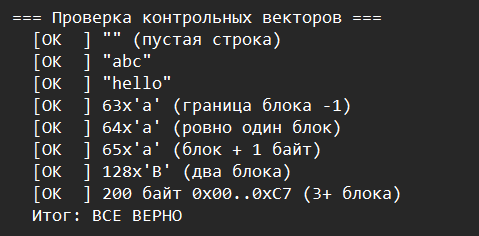 === Проверка контрольных векторов ===
[OK  ] "" (пустая строка)
[OK  ] "abc"
[OK  ] "hello"
[OK  ] 63x'a' (граница блока -1)
[OK  ] 64x'a' (ровно один блок)
[OK  ] 65x'a' (блок + 1 байт)
[OK  ] 128x'B' (два блока)
[OK  ] 200 байт 0x00..0xC7 (3+ блока)
Итог: ВСЕ ВЕРНО